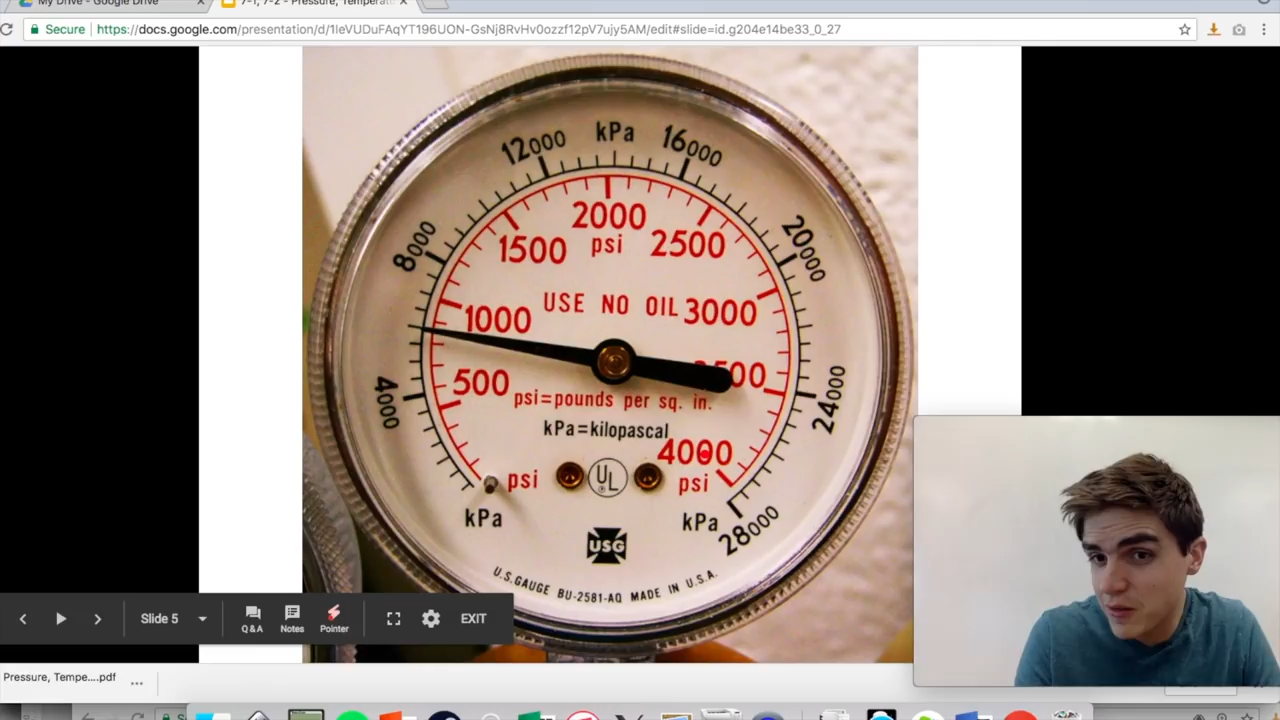 My Drive - Google Drive
7-1, 7-2 - Pressure, Temperat
Secure
https://docs.google.com/presentation/d/1leVUDuFAqYT196UON-GsNj8RvHv0ozzf12pV7ujy5AM/edit#slide=id.g204e14be33_0_27
12000 kPa 16000
8000 20000
1500 2000 2500
psi
USE NO OIL
1000 3000
500
psi=pounds per sq. in.
4000 24000
kPa=kilopascal
4000
psi psi
UL
kPa kPa 28000
USG
U.S.GAUGE BU-2581-AQ MADE IN U.S.A.
Slide 5
Q&A Notes Pointer
EXIT
Pressure, Tempe....pdf